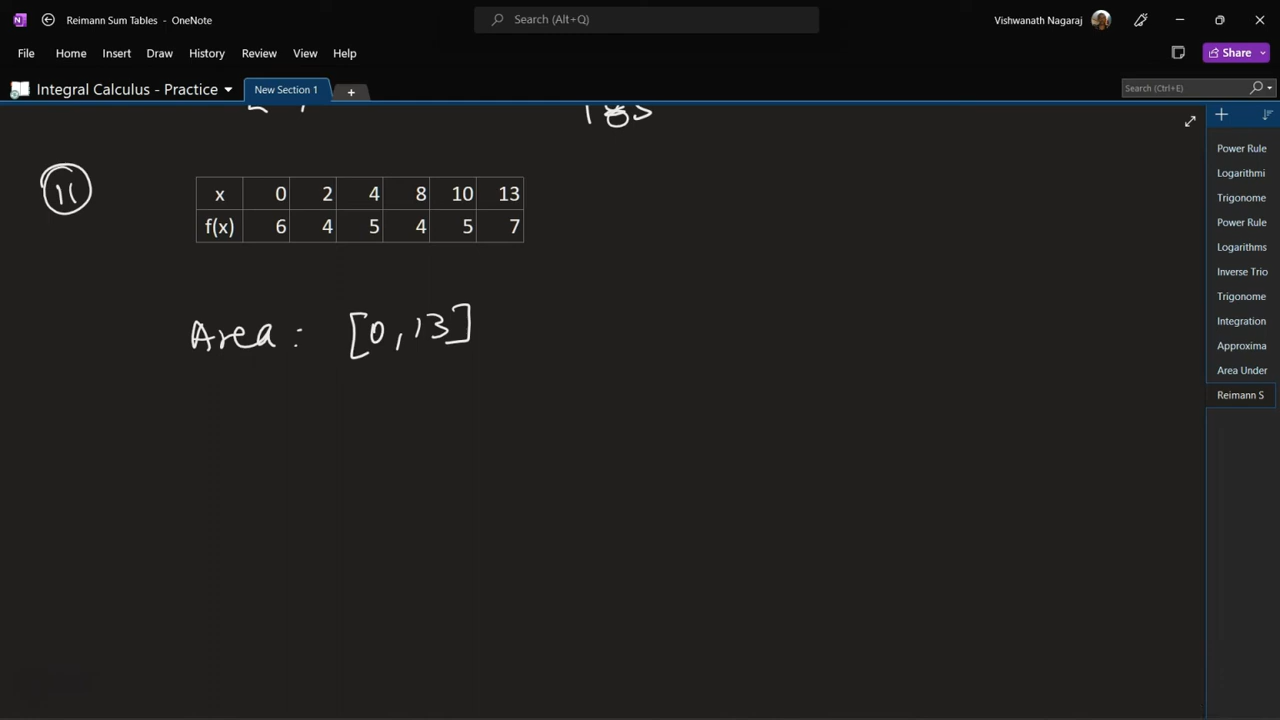 Reimann Sum Tables - OneNote
Search (Alt+Q)
Vishwanath Nagaraj
File Home Insert Draw History Review View Help
Share
Integral Calculus - Practice
New Section 1
+
Search (Ctrl+E)
11
x 0 2 4 8 10 13
f(x) 6 4 5 4 5 7
Area : [0, 13]
Power Rule
Logarithmi
Trigonome
Power Rule
Logarithms
Inverse Trio
Trigonome
Integration
Approxima
Area Under
Reimann S